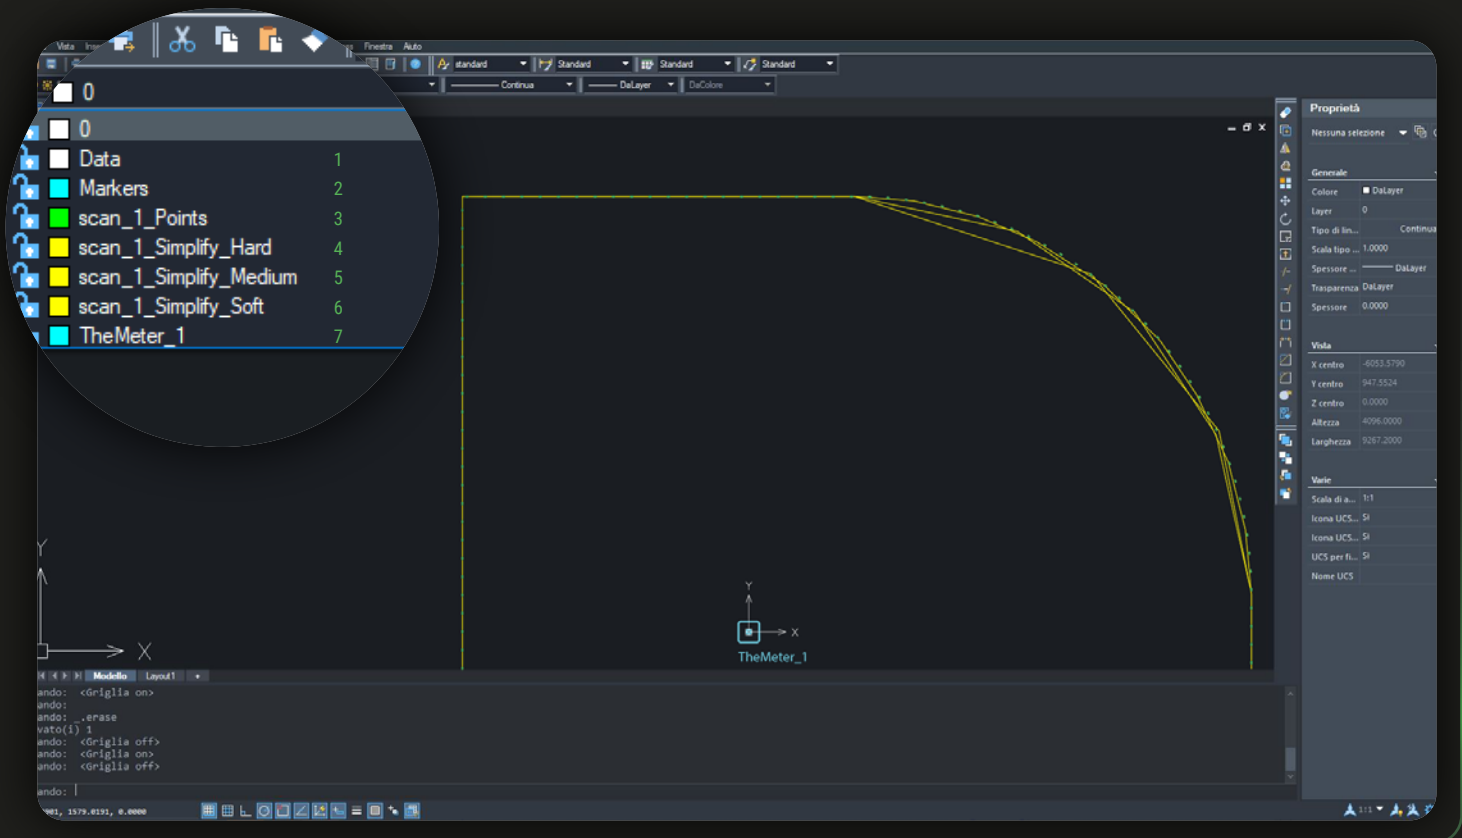 Vista Finestra Aiuto
standard Standard Standard Standard
0
Continua DaLayer DaColore
0
Data 1
Markers 2
scan_1_Points 3
scan_1_Simplify_Hard 4
scan_1_Simplify_Medium 5
scan_1_Simplify_Soft 6
TheMeter_1 7
Y
X
Y
X
TheMeter_1
Modello Layout1 +
ando: <Griglia on>
ando:
ando: _.erase
vato(i) 1
ando: <Griglia off>
ando: <Griglia on>
ando: <Griglia off>
ando:
901, 1579.0191, 0.0000
1:1
Proprietà
Nessuna selezione
Generale
Colore DaLayer
Layer 0
Tipo di lin... Continua
Scala tipo ... 1.0000
Spessore ... DaLayer
Trasparenza DaLayer
Spessore 0.0000
Vista
X centro -6053.5790
Y centro 947.5524
Z centro 0.0000
Altezza 4096.0000
Larghezza 9267.2000
Varie
Scala di a... 1:1
Icona UCS... Sì
Icona UCS... Sì
UCS per fi... Sì
Nome UCS